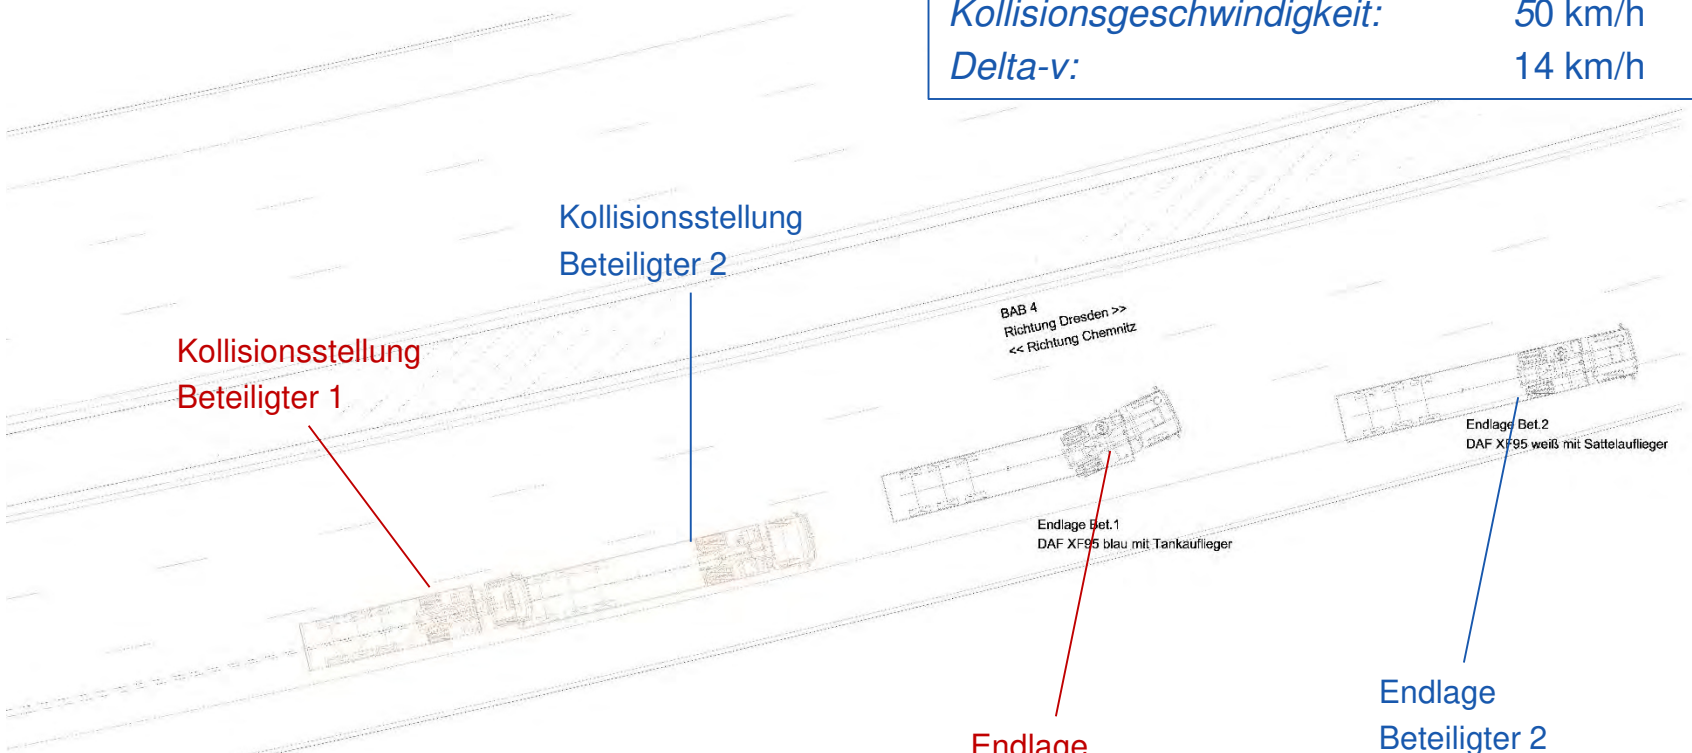 Kollisionsgeschwindigkeit: 50 km/h
Delta-v: 14 km/h
Kollisionsstellung
Beteiligter 2
BAB 4
Richtung Dresden >>
<< Richtung Chemnitz
Kollisionsstellung
Beteiligter 1
Endlage Bet.2
DAF XF95 weiß mit Sattelauflieger
Endlage Bet.1
DAF XF95 blau mit Tankauflieger
Endlage
Beteiligter 2
Endlage